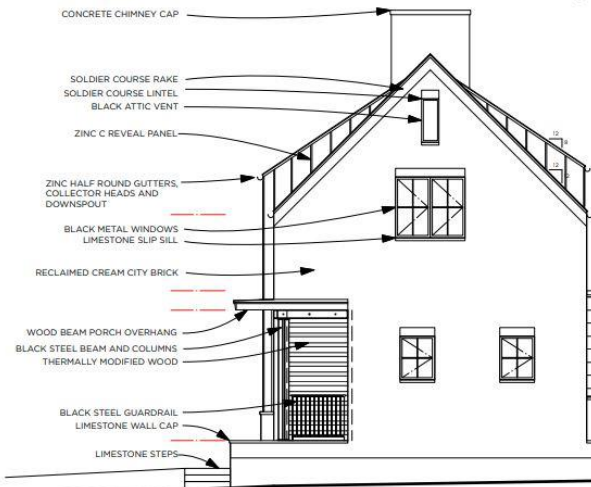 CONCRETE CHIMNEY CAP
SOLDIER COURSE RAKE
SOLDIER COURSE LINTEL
BLACK ATTIC VENT
ZINC C REVEAL PANEL
12
8
12
ZINC HALF ROUND GUTTERS,
COLLECTOR HEADS AND
DOWNSPOUT
BLACK METAL WINDOWS
LIMESTONE SLIP SILL
RECLAIMED CREAM CITY BRICK
WOOD BEAM PORCH OVERHANG
BLACK STEEL BEAM AND COLUMNS
THERMALLY MODIFIED WOOD
BLACK STEEL GUARDRAIL
LIMESTONE WALL CAP
LIMESTONE STEPS